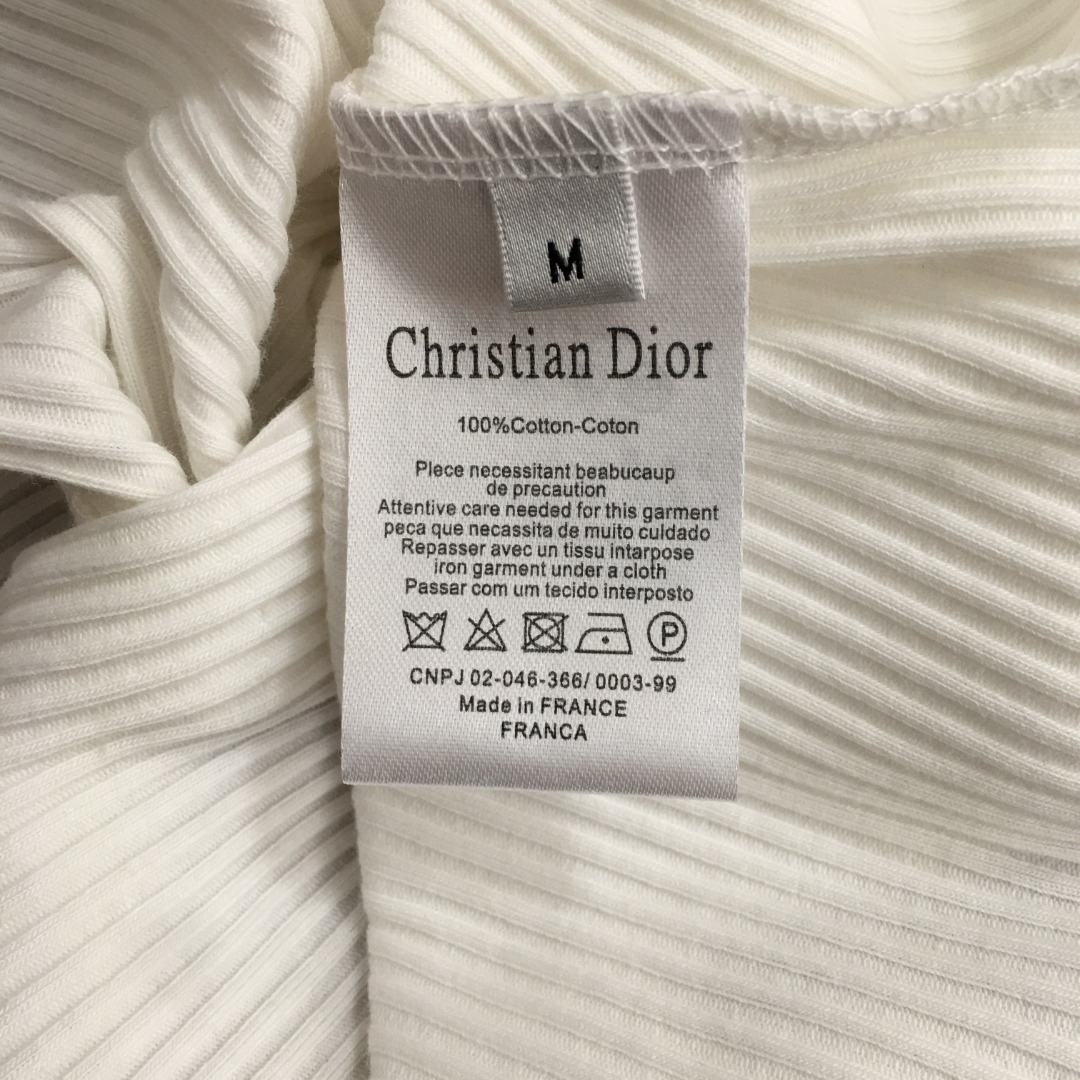 M
Christian Dior
100%Cotton-Coton
Plece necessitant beabucaup
de precaution
Attentive care needed for this garment
peca que necassita de muito culdado
Repasser avec un tissu intarpose
iron garment under a cloth
Passar com um tecido interposto
P
CNPJ 02-046-366/ 0003-99
Made in FRANCE
FRANCA